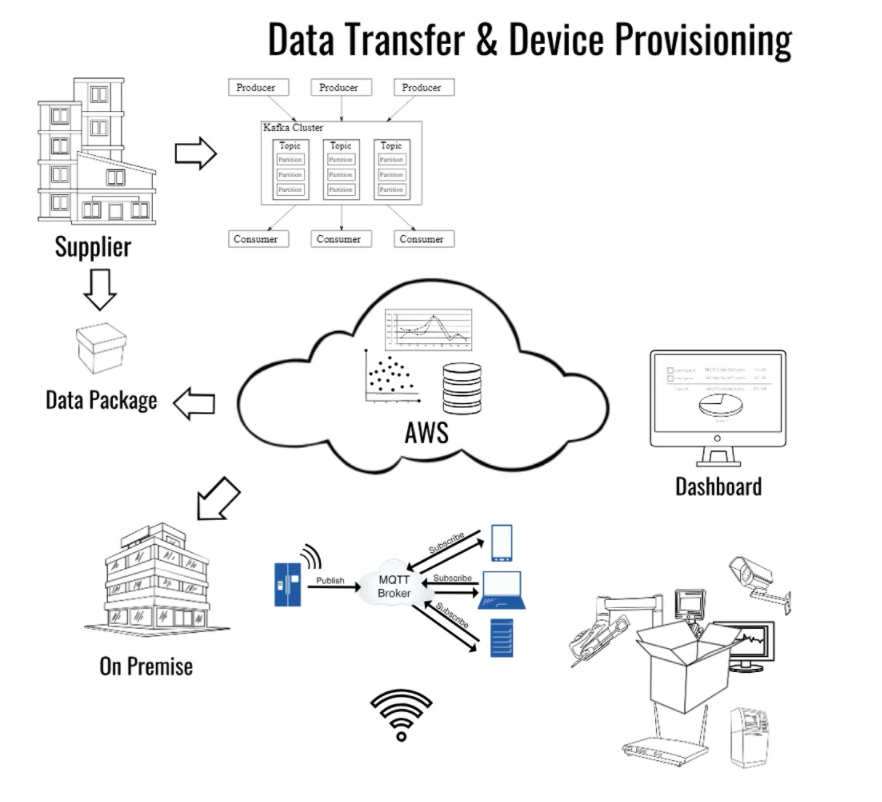 Data Transfer & Device Provisioning
Producer
Producer
Producer
Kafka Cluster
Topic
Topic
Topic
Partition
Partition
Partition
Partition
Partition
Partition
Partition
Partition
Partition
Consumer
Consumer
Consumer
Supplier
Data Package
AWS
Dashboard
On Premise
Publish
MQTT
Broker
Subscribe
Subscribe
Subscribe